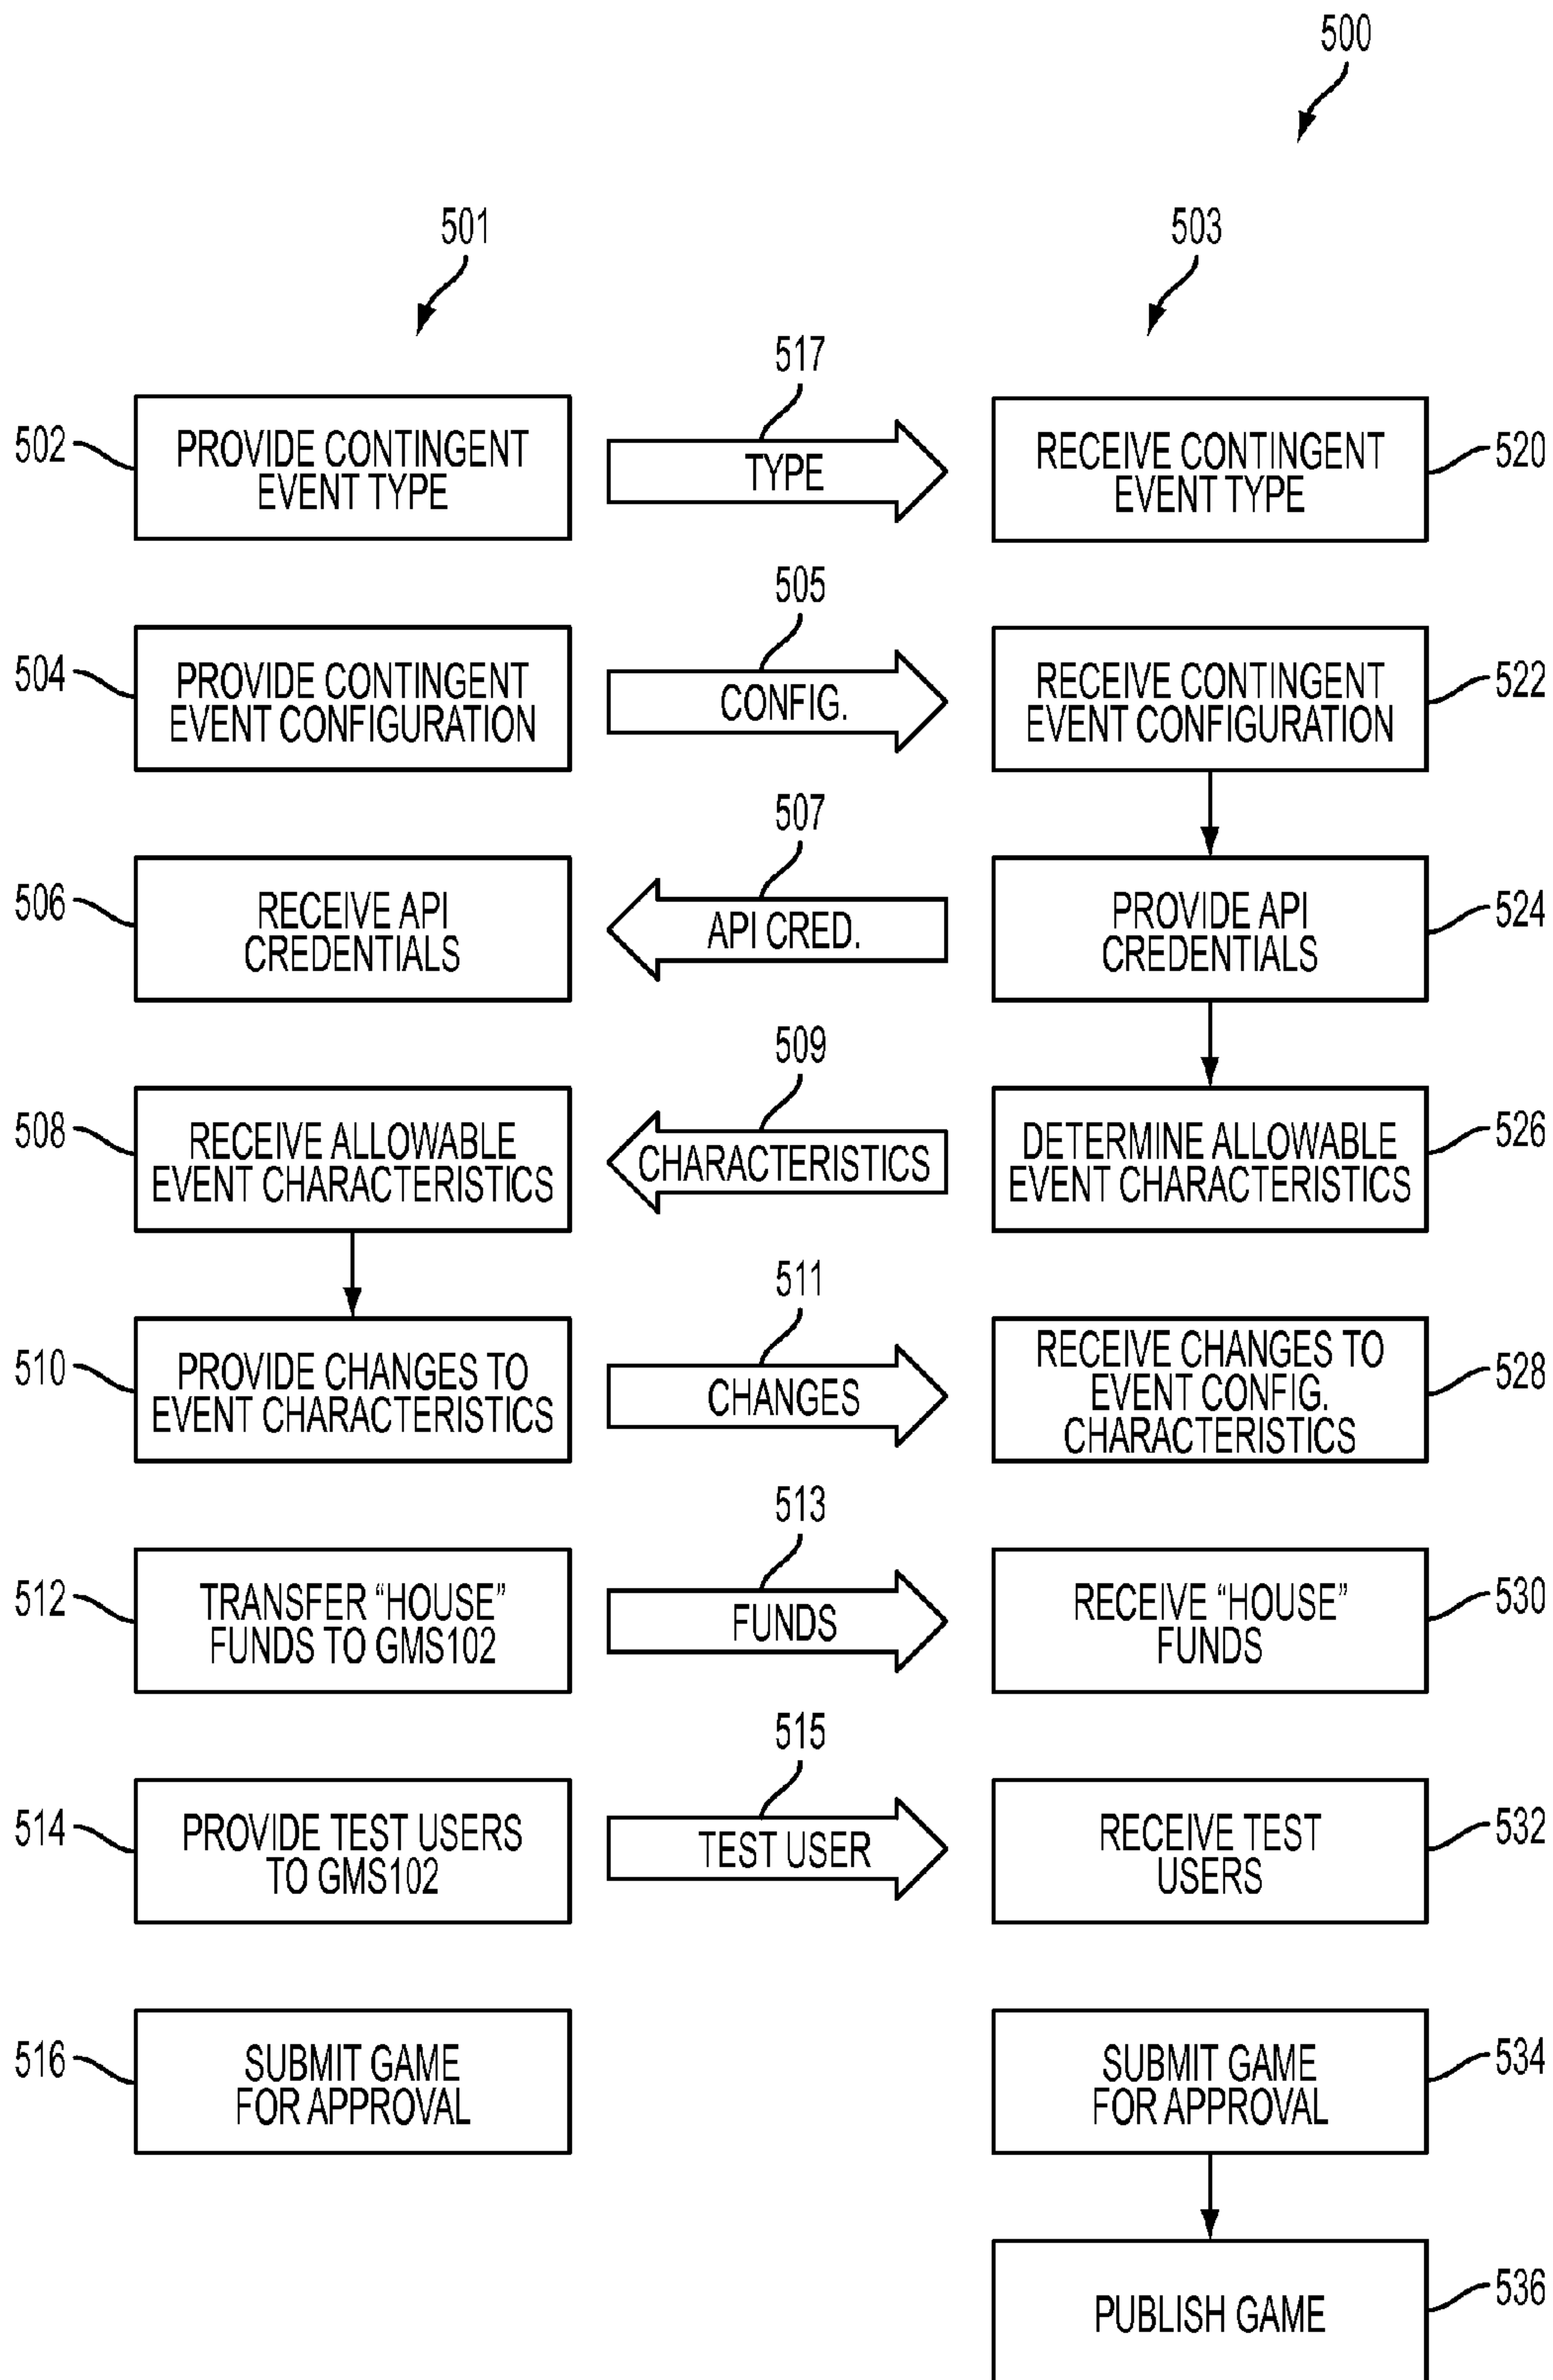 500
501
503
517
502
PROVIDE CONTINGENT
EVENT TYPE
TYPE
RECEIVE CONTINGENT
EVENT TYPE
520
505
504
PROVIDE CONTINGENT
EVENT CONFIGURATION
CONFIG.
RECEIVE CONTINGENT
EVENT CONFIGURATION
522
507
506
RECEIVE API
CREDENTIALS
API CRED.
PROVIDE API
CREDENTIALS
524
509
508
RECEIVE ALLOWABLE
EVENT CHARACTERISTICS
CHARACTERISTICS
DETERMINE ALLOWABLE
EVENT CHARACTERISTICS
526
511
510
PROVIDE CHANGES TO
EVENT CHARACTERISTICS
CHANGES
RECEIVE CHANGES TO
EVENT CONFIG.
CHARACTERISTICS
528
513
512
TRANSFER “HOUSE”
FUNDS TO GMS102
FUNDS
RECEIVE “HOUSE”
FUNDS
530
515
514
PROVIDE TEST USERS
TO GMS102
TEST USER
RECEIVE TEST
USERS
532
516
SUBMIT GAME
FOR APPROVAL
SUBMIT GAME
FOR APPROVAL
534
PUBLISH GAME
536